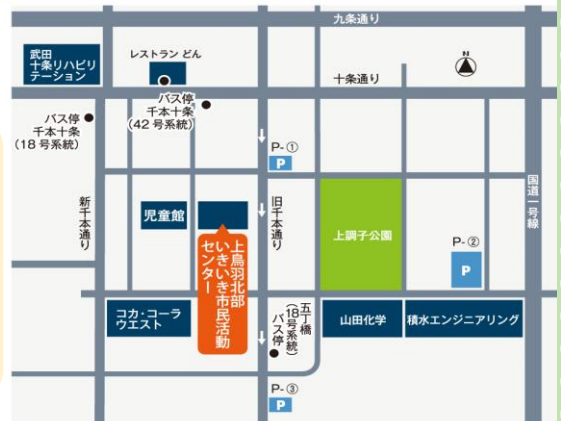 九条通り
武田
十条リハビリ
テーション
レストラン どん
十条通り
N
バス停
千本十条
(42号系統)
バス停
千本十条
(18号系統)
P-①
P
新千本通り
児童館
旧千本通り
上調子公園
国道一号線
P-②
P
上鳥羽北部
いきいき市民活動
センター
コカ・コーラ
ウエスト
五丁橋
(18号系統)
バス停
山田化学
積水エンジニアリング
P-③
P